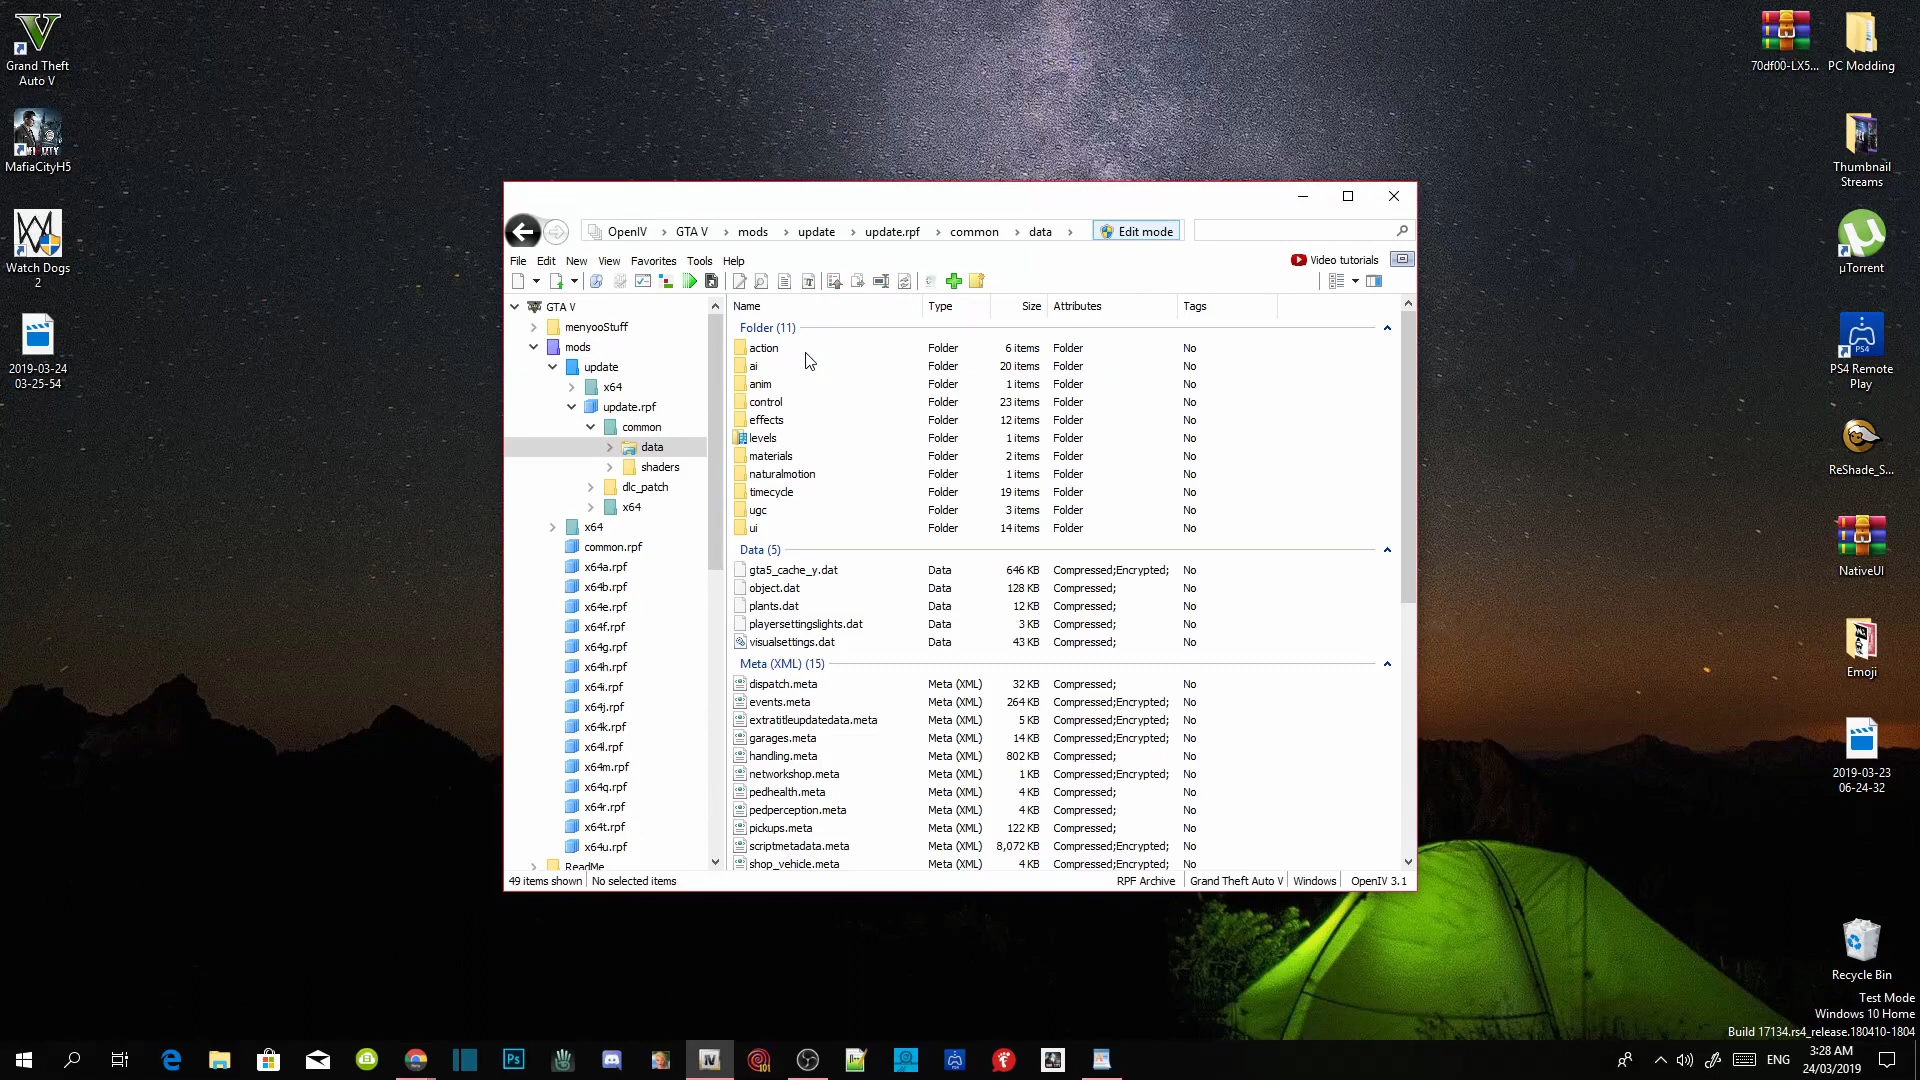 Grand Theft
Auto V
MafiaCityH5
Watch Dogs
2
2019-03-24
03-25-54
70df00-LX5...
PC Modding
Thumbnail
Streams
µTorrent
PS4 Remote
Play
ReShade_S...
NativeUI
Emoji
2019-03-23
06-24-32
Recycle Bin
OpenIV > GTA V > mods > update > update.rpf > common > data >
Edit mode
File Edit New View Favorites Tools Help
Video tutorials
GTA V
menyooStuff
mods
update
x64
update.rpf
common
data
shaders
dlc_patch
x64
x64
common.rpf
x64a.rpf
x64b.rpf
x64e.rpf
x64f.rpf
x64g.rpf
x64h.rpf
x64i.rpf
x64j.rpf
x64k.rpf
x64l.rpf
x64m.rpf
x64q.rpf
x64r.rpf
x64t.rpf
x64u.rpf
ReadMe
Name Type Size Attributes Tags
Folder (11)
action Folder 6 items Folder No
ai Folder 20 items Folder No
anim Folder 1 items Folder No
control Folder 23 items Folder No
effects Folder 12 items Folder No
levels Folder 1 items Folder No
materials Folder 2 items Folder No
naturalmotion Folder 1 items Folder No
timecycle Folder 19 items Folder No
ugc Folder 3 items Folder No
ui Folder 14 items Folder No
Data (5)
gta5_cache_y.dat Data 646 KB Compressed;Encrypted; No
object.dat Data 128 KB Compressed; No
plants.dat Data 12 KB Compressed; No
playersettingslights.dat Data 3 KB Compressed; No
visualsettings.dat Data 43 KB Compressed; No
Meta (XML) (15)
dispatch.meta Meta (XML) 32 KB Compressed; No
events.meta Meta (XML) 264 KB Compressed;Encrypted; No
extratitleupdatedata.meta Meta (XML) 5 KB Compressed;Encrypted; No
garages.meta Meta (XML) 14 KB Compressed;Encrypted; No
handling.meta Meta (XML) 802 KB Compressed; No
networkshop.meta Meta (XML) 1 KB Compressed;Encrypted; No
pedhealth.meta Meta (XML) 4 KB Compressed; No
pedperception.meta Meta (XML) 4 KB Compressed; No
pickups.meta Meta (XML) 122 KB Compressed; No
scriptmetadata.meta Meta (XML) 8,072 KB Compressed;Encrypted; No
shop_vehicle.meta Meta (XML) 4 KB Compressed;Encrypted; No
49 items shown No selected items RPF Archive Grand Theft Auto V Windows OpenIV 3.1
Test Mode
Windows 10 Home
Build 17134.rs4_release.180410-1804
Ps
IV
101
ENG
3:28 AM
24/03/2019